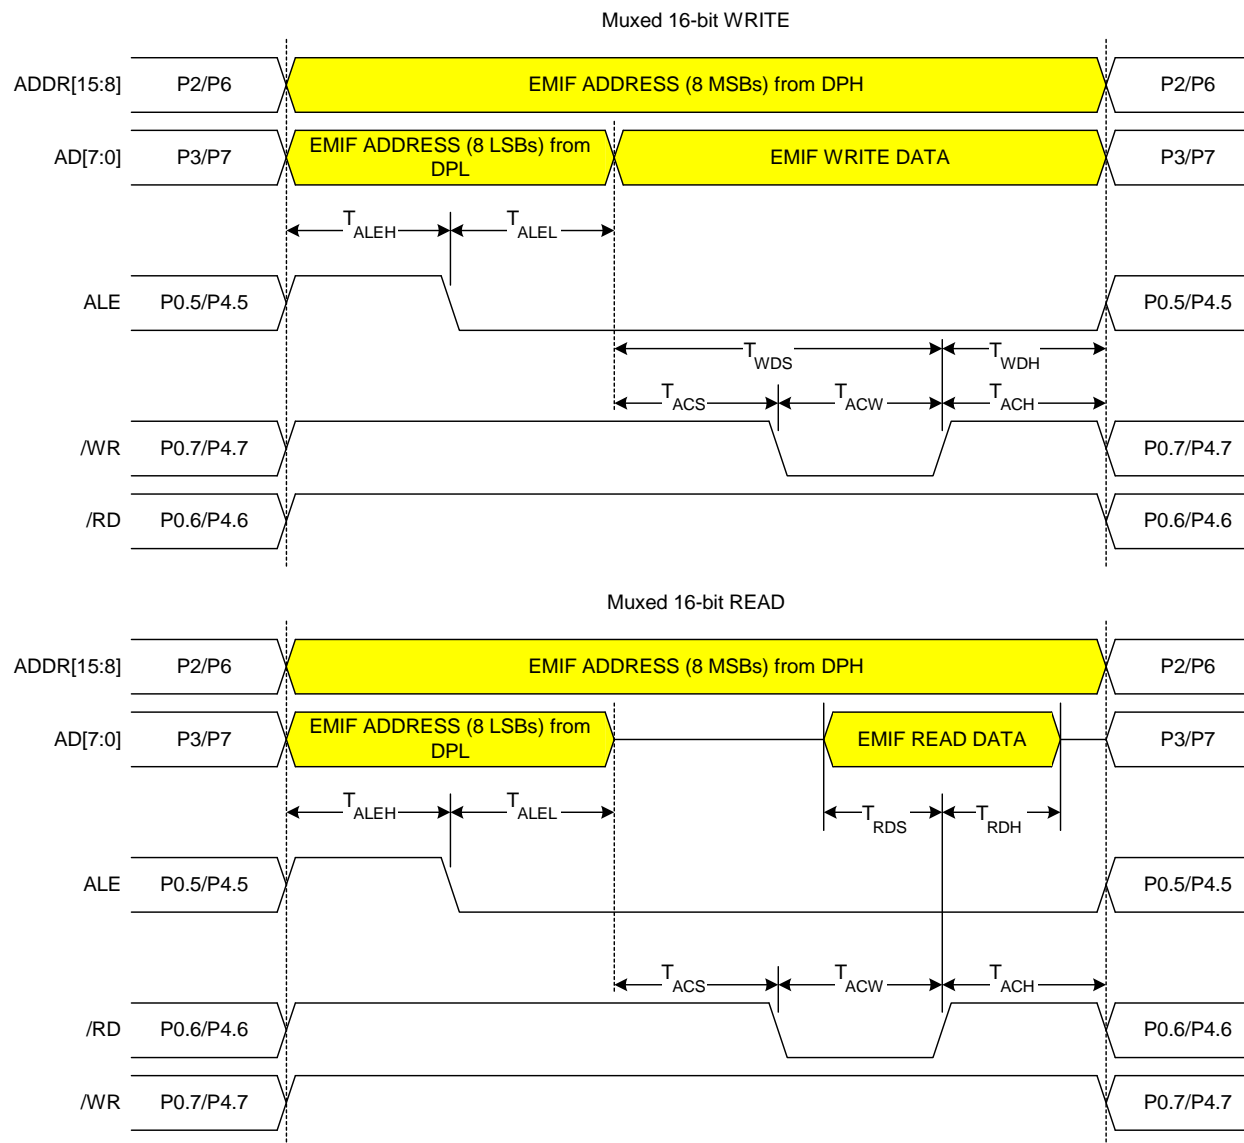 Muxed 16-bit WRITE
ADDR[15:8] P2/P6 EMIF ADDRESS (8 MSBs) from DPH P2/P6
AD[7:0] P3/P7 EMIF ADDRESS (8 LSBs) from DPL EMIF WRITE DATA P3/P7
TALEH TALEL
ALE P0.5/P4.5 P0.5/P4.5
TWDS TWDH
TACS TACW TACH
/WR P0.7/P4.7 P0.7/P4.7
/RD P0.6/P4.6 P0.6/P4.6
Muxed 16-bit READ
ADDR[15:8] P2/P6 EMIF ADDRESS (8 MSBs) from DPH P2/P6
AD[7:0] P3/P7 EMIF ADDRESS (8 LSBs) from DPL EMIF READ DATA P3/P7
TALEH TALEL TRDS TRDH
ALE P0.5/P4.5 P0.5/P4.5
TACS TACW TACH
/RD P0.6/P4.6 P0.6/P4.6
/WR P0.7/P4.7 P0.7/P4.7